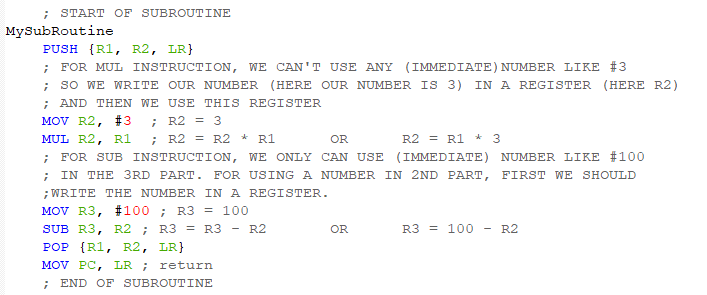 ; START OF SUBROUTINE
MySubRoutine
PUSH {R1, R2, LR}
; FOR MUL INSTRUCTION, WE CAN'T USE ANY (IMMEDIATE)NUMBER LIKE #3
; SO WE WRITE OUR NUMBER (HERE OUR NUMBER IS 3) IN A REGISTER (HERE R2)
; AND THEN WE USE THIS REGISTER
MOV R2, #3 ; R2 = 3
MUL R2, R1 ; R2 = R2 * R1 OR R2 = R1 * 3
; FOR SUB INSTRUCTION, WE ONLY CAN USE (IMMEDIATE) NUMBER LIKE #100
; IN THE 3RD PART. FOR USING A NUMBER IN 2ND PART, FIRST WE SHOULD
;WRITE THE NUMBER IN A REGISTER.
MOV R3, #100 ; R3 = 100
SUB R3, R2 ; R3 = R3 - R2 OR R3 = 100 - R2
POP {R1, R2, LR}
MOV PC, LR ; return
; END OF SUBROUTINE